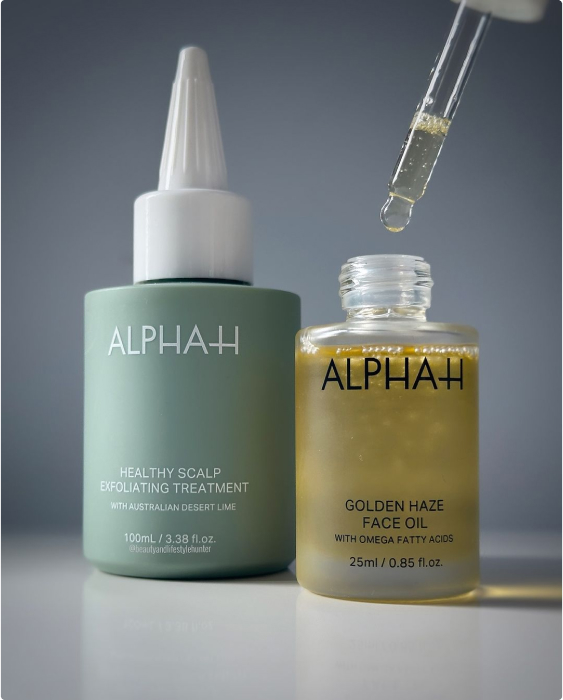 ALPHA-H
HEALTHY SCALP
EXFOLIATING TREATMENT
WITH AUSTRALIAN DESERT LIME
100mL / 3.38 fl.oz.
@beautyandlifestylehunter
ALPHA-H
GOLDEN HAZE
FACE OIL
WITH OMEGA FATTY ACIDS
25ml / 0.85 fl.oz.